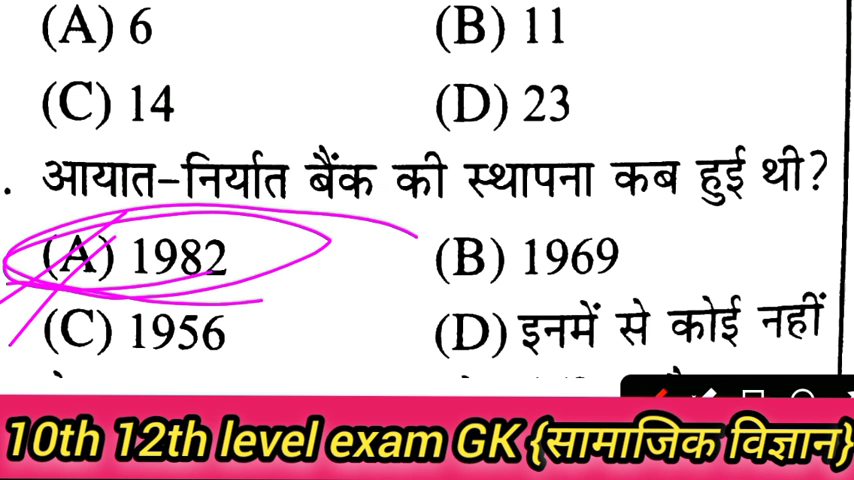 (A) 6 (B) 11
(C) 14 (D) 23
. आयात-निर्यात बैंक की स्थापना कब हुई थी?
(A) 1982 (B) 1969
(C) 1956 (D) इनमें से कोई नहीं
10th 12th level exam GK {सामाजिक विज्ञान}